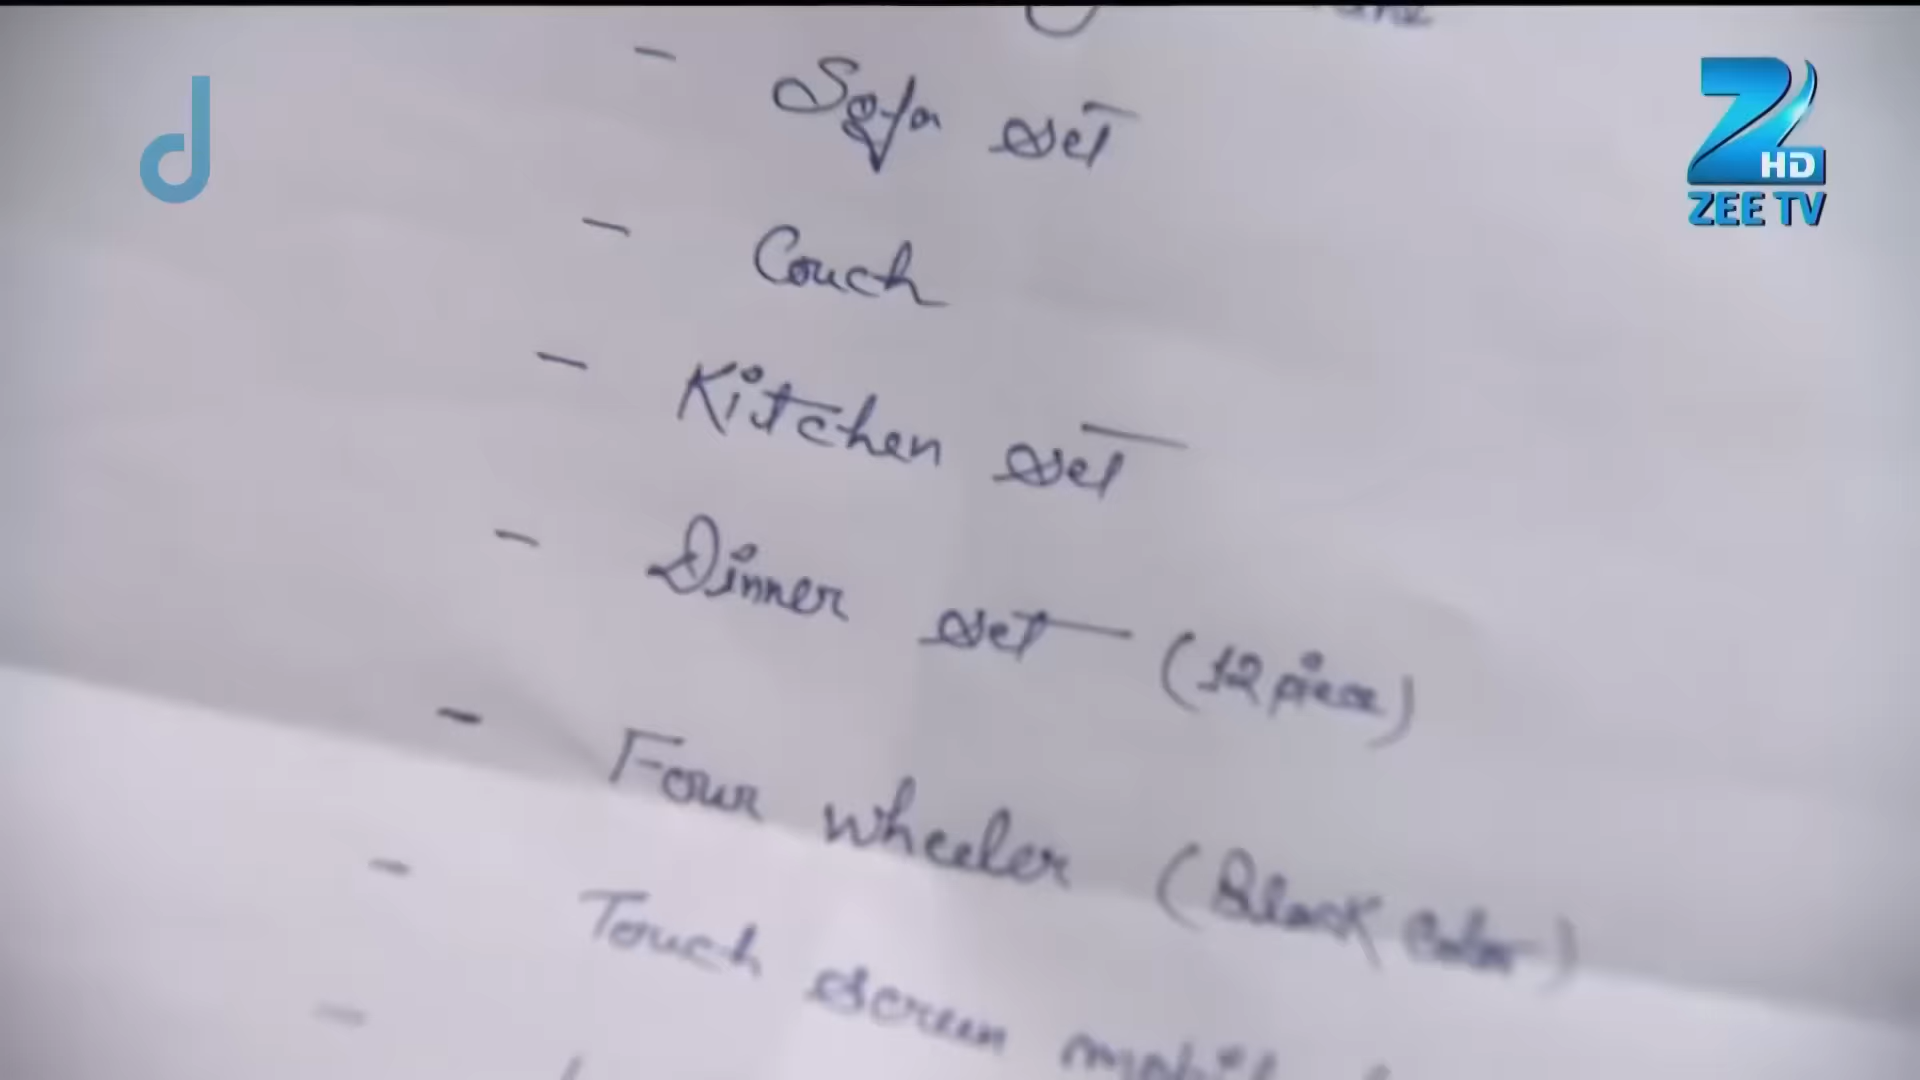 - Sofa set
- Couch
- Kitchen set
- Dinner set (12 piece)
- Four wheeler (Black color)
- Touch screen
d
Z HD
ZEE TV